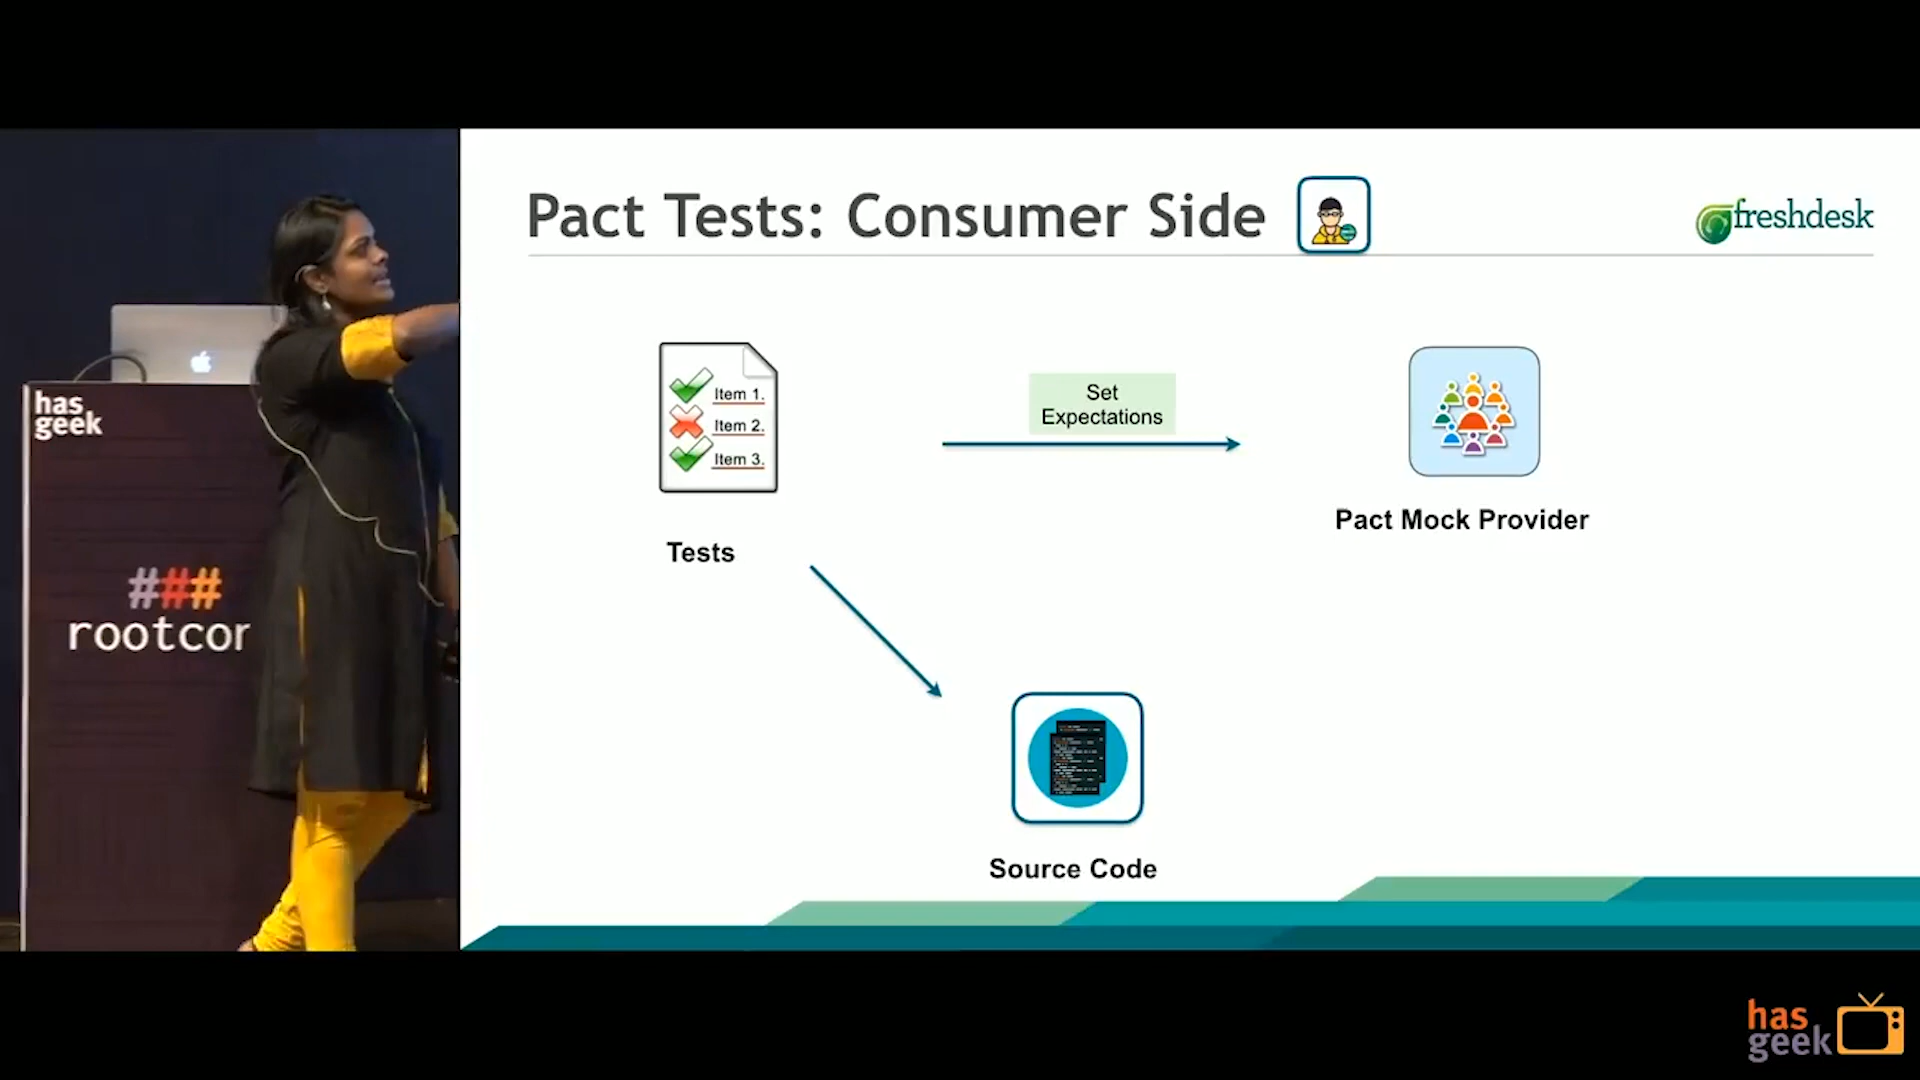 Pact Tests: Consumer Side
freshdesk
Item 1.
Item 2.
Item 3.
Set
Expectations
Tests
Pact Mock Provider
Source Code
has
geek
###
rootcor
has
geek